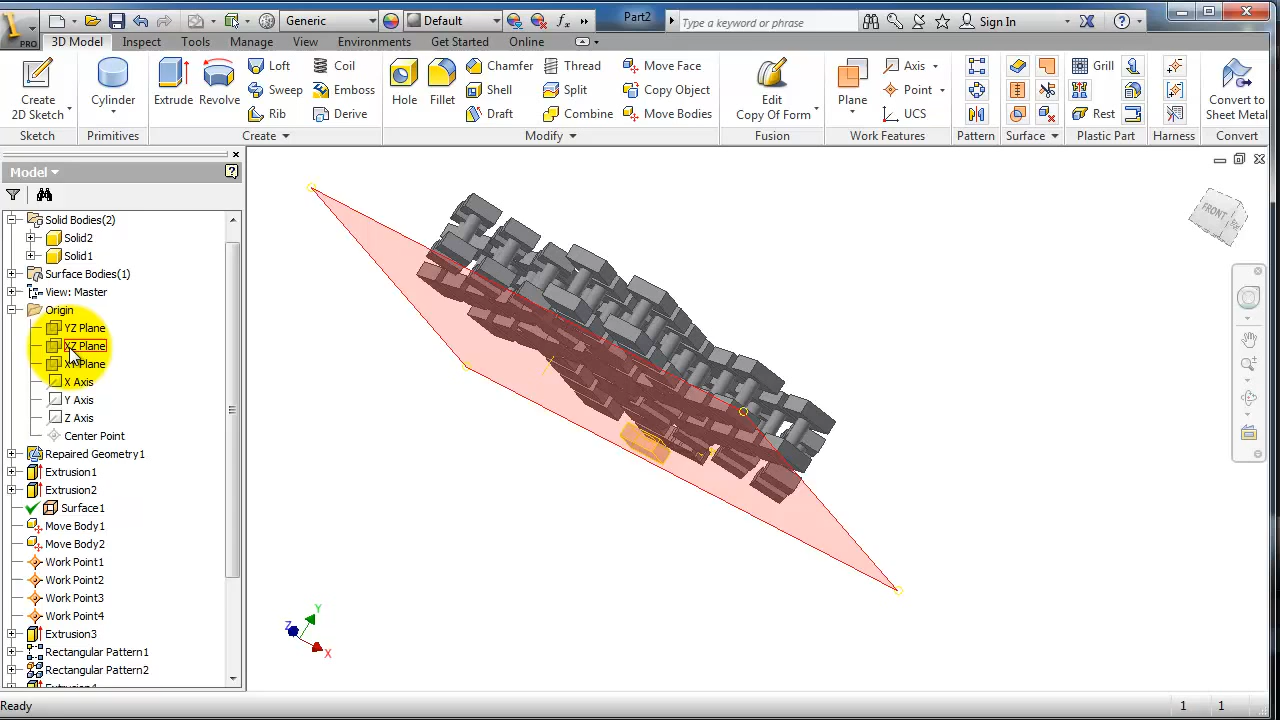 Generic
Default
Part2
Type a keyword or phrase
Sign In
PRO
3D Model
Inspect
Tools
Manage
View
Environments
Get Started
Online
Create
2D Sketch
Cylinder
Extrude
Revolve
Loft
Sweep
Rib
Coil
Emboss
Derive
Hole
Fillet
Chamfer
Shell
Draft
Thread
Split
Combine
Move Face
Copy Object
Move Bodies
Edit
Copy Of Form
Plane
Axis
Point
UCS
Grill
Rest
Convert to
Sheet Metal
Sketch
Primitives
Create
Modify
Fusion
Work Features
Pattern
Surface
Plastic Part
Harness
Convert
Model
Solid Bodies(2)
Solid2
Solid1
Surface Bodies(1)
View: Master
Origin
YZ Plane
XZ Plane
XY Plane
X Axis
Y Axis
Z Axis
Center Point
Repaired Geometry1
Extrusion1
Extrusion2
Surface1
Move Body1
Move Body2
Work Point1
Work Point2
Work Point3
Work Point4
Extrusion3
Rectangular Pattern1
Rectangular Pattern2
Extrusion4
FRONT
Y
Z
X
Ready
1
1